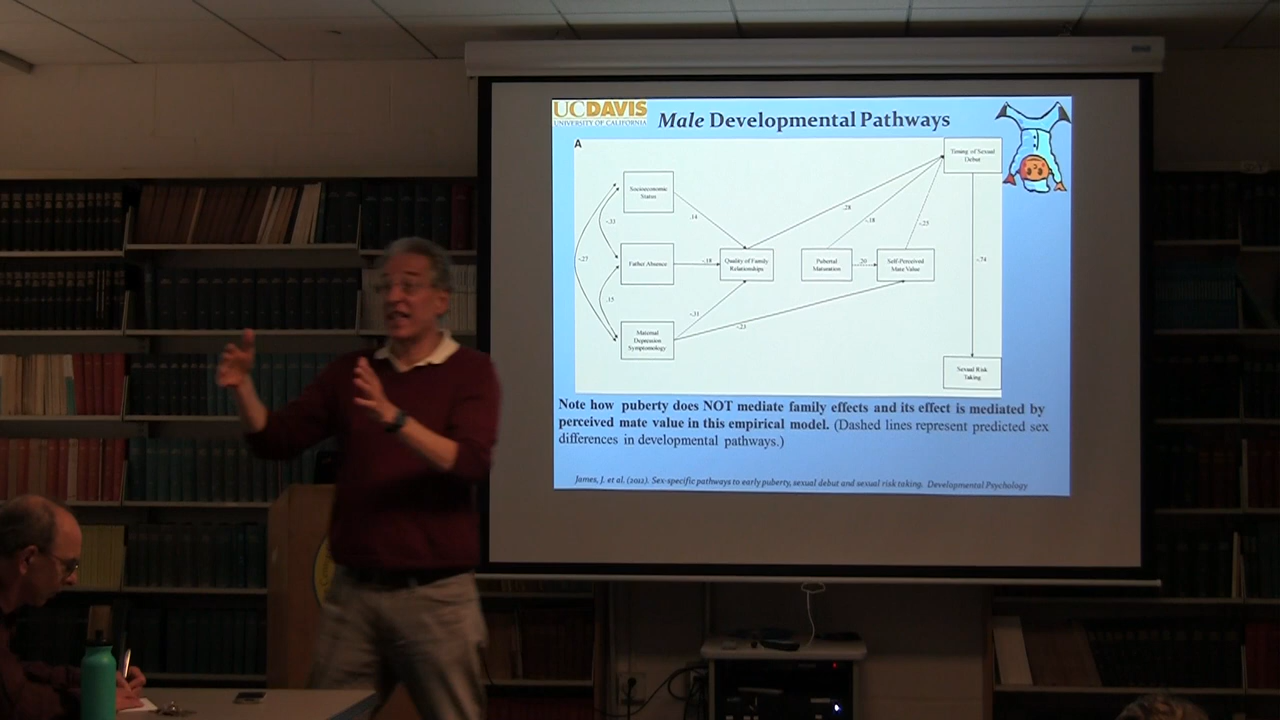 UCDAVIS
UNIVERSITY OF CALIFORNIA
Male Developmental Pathways
A
Timing of Sexual
Debut
Socioeconomic
Status
.14
.28
-.18
-.25
-.33
-.27
Father Absence
-.18
Quality of Family
Relationships
Pubertal
Maturation
.20
Self-Perceived
Mate Value
-.74
.15
-.31
-.23
Maternal
Depression
Symptomology
Sexual Risk
Taking
Note how puberty does NOT mediate family effects and its effect is mediated by
perceived mate value in this empirical model. (Dashed lines represent predicted sex
differences in developmental pathways.)
James, J. et al. (2012). Sex-specific pathways to early puberty, sexual debut and sexual risk taking. Developmental Psychology